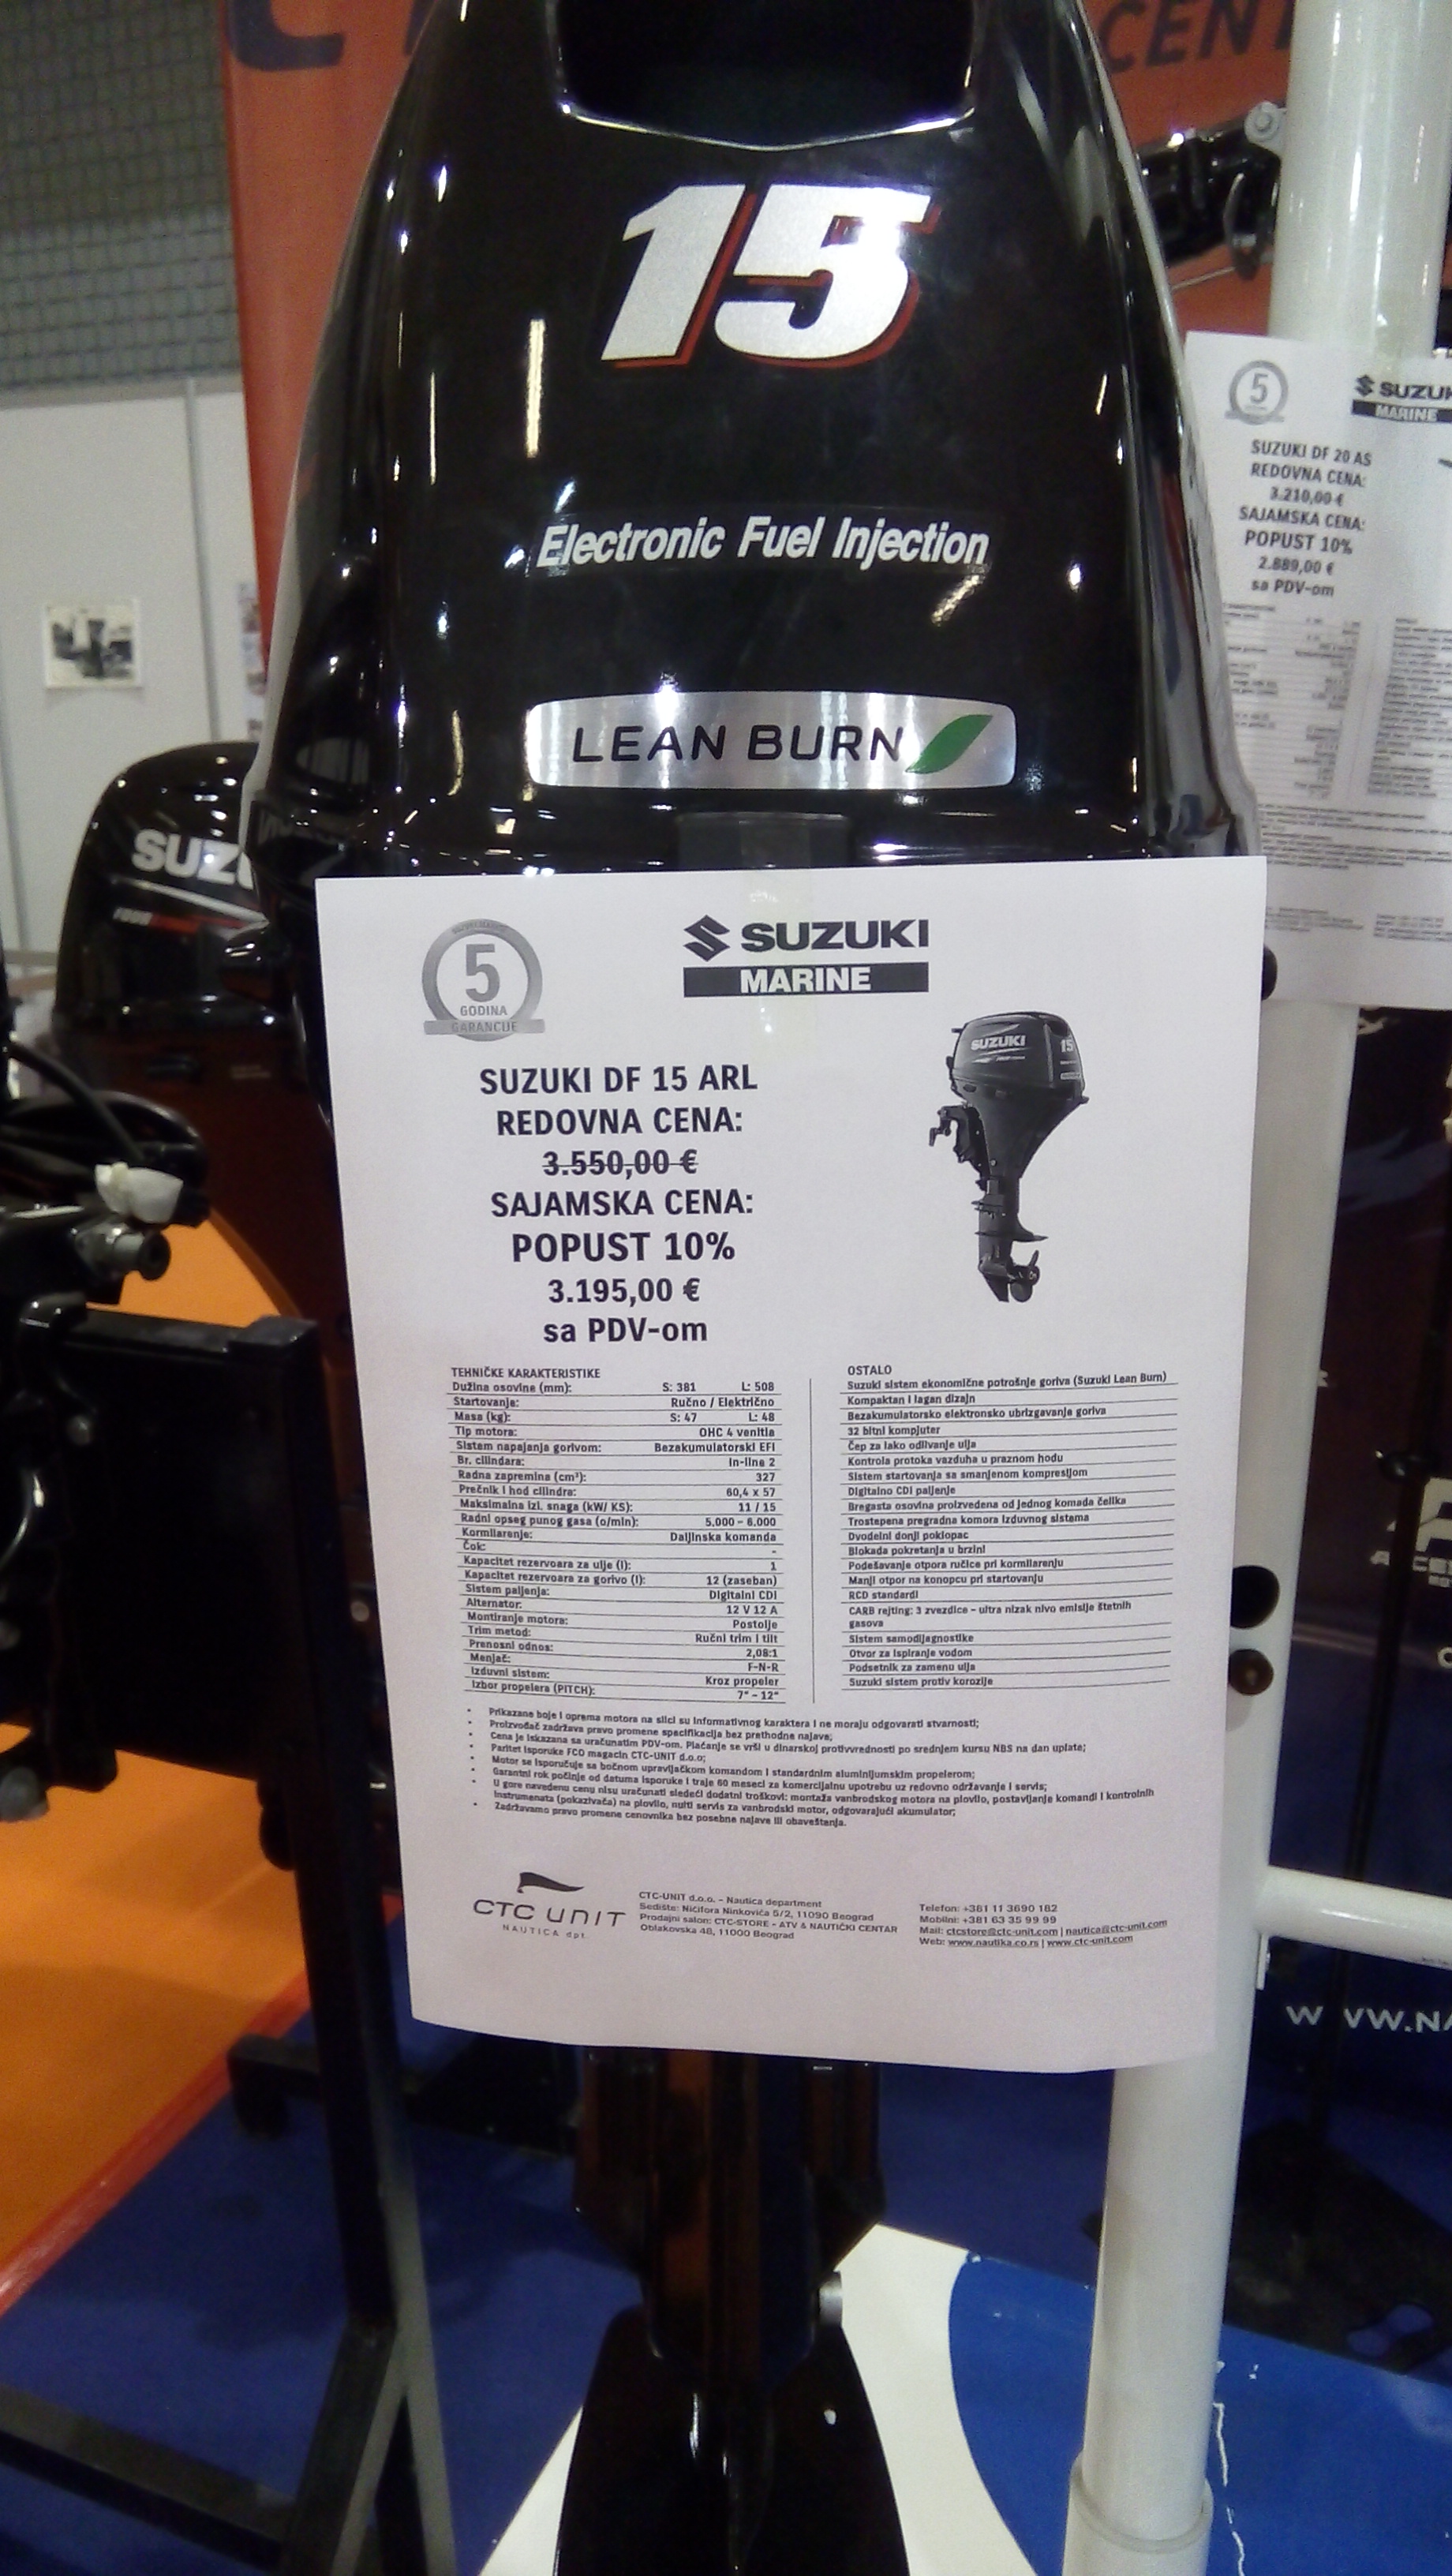 CENT
15
Electronic Fuel Injection
LEAN BURN
SUZ
5
GODINA
GARANCIJE
SUZUKI
MARINE
SUZUKI
15
SUZUKI DF 15 ARL
REDOVNA CENA:
3.550,00 €
SAJAMSKA CENA:
POPUST 10%
3.195,00 €
sa PDV-om
TEHNIČKE KARAKTERISTIKE
Dužina osovine (mm): S: 381 L: 508
Startovanje: Ručno / Električno
Masa (kg): S: 47 L: 48
Tip motora: OHC 4 ventila
Sistem napajanja gorivom: Bezakumulatorski EFI
Br. cilindara: In-line 2
Radna zapremina (cm³): 327
Prečnik i hod cilindra: 60,4 x 57
Maksimalna izl. snaga (kW/ KS): 11 / 15
Radni opseg punog gasa (o/min): 5.000 – 6.000
Kormilarenje: Daljinska komanda
Čok: -
Kapacitet rezervoara za ulje (l): 1
Kapacitet rezervoara za gorivo (l): 12 (zaseban)
Sistem paljenja: Digitalni CDI
Alternator: 12 V 12 A
Montiranje motora: Postolje
Trim metod: Ručni trim i tilt
Prenosni odnos: 2,08:1
Menjač: F-N-R
Izduvni sistem: Kroz propeler
Izbor propelera (PITCH): 7" – 12"
OSTALO
Suzuki sistem ekonomične potrošnje goriva (Suzuki Lean Burn)
Kompaktan i lagan dizajn
Bezakumulatorsko elektronsko ubrizgavanje goriva
32 bitni kompjuter
Čep za lako odlivanje ulja
Kontrola protoka vazduha u praznom hodu
Sistem startovanja sa smanjenom kompresijom
Digitalno CDI paljenje
Bregasta osovina proizvedena od jednog komada čelika
Trostepena pregradna komora izduvnog sistema
Dvodelni donji poklopac
Blokada pokretanja u brzini
Podešavanje otpora ručice pri kormilarenju
Manji otpor na konopcu pri startovanju
RCD standardi
CARB rejting: 3 zvezdice – ultra nizak nivo emisije štetnih
gasova
Sistem samodijagnostike
Otvor za ispiranje vodom
Podsetnik za zamenu ulja
Suzuki sistem protiv korozije
• Prikazane boje i oprema motora na slici su informativnog karaktera i ne moraju odgovarati stvarnosti;
• Proizvođač zadržava pravo promene specifikacija bez prethodne najave;
• Cena je iskazana sa uračunatim PDV-om. Plaćanje se vrši u dinarskoj protivvrednosti po srednjem kursu NBS na dan uplate;
• Paritet isporuke FCO magacin CTC-UNIT d.o.o;
• Motor se isporučuje sa bočnom upravljačkom komandom i standardnim aluminijumskim propelerom;
• Garantni rok počinje od datuma isporuke i traje 60 meseci za komercijalnu upotrebu uz redovno održavanje i servis;
• U gore navedenu cenu nisu uračunati sledeći dodatni troškovi: montaža vanbrodskog motora na plovilo, postavljanje komandi i kontrolnih
instrumenata (pokazivača) na plovilo, nulti servis za vanbrodski motor, odgovarajući akumulator;
• Zadržavamo pravo promene cenovnika bez posebne najave ili obaveštenja.
CTC UNIT
NAUTICA dpt.
CTC-UNIT d.o.o. – Nautica department
Sedište: Nićifora Ninkovića 5/2, 11090 Beograd
Prodajni salon: CTC-STORE – ATV & NAUTIČKI CENTAR
Oblakovska 48, 11000 Beograd
Telefon: +381 11 3690 182
Mobilni: +381 63 35 99 99
Mail: ctcstore@ctc-unit.com | nautica@ctc-unit.com
Web: www.nautika.co.rs | www.ctc-unit.com
5
SUZUK
MARINE
SUZUKI DF 20 AS
REDOVNA CENA:
3.210,00 €
SAJAMSKA CENA:
POPUST 10%
2.889,00 €
sa PDV-om
WWW.NA